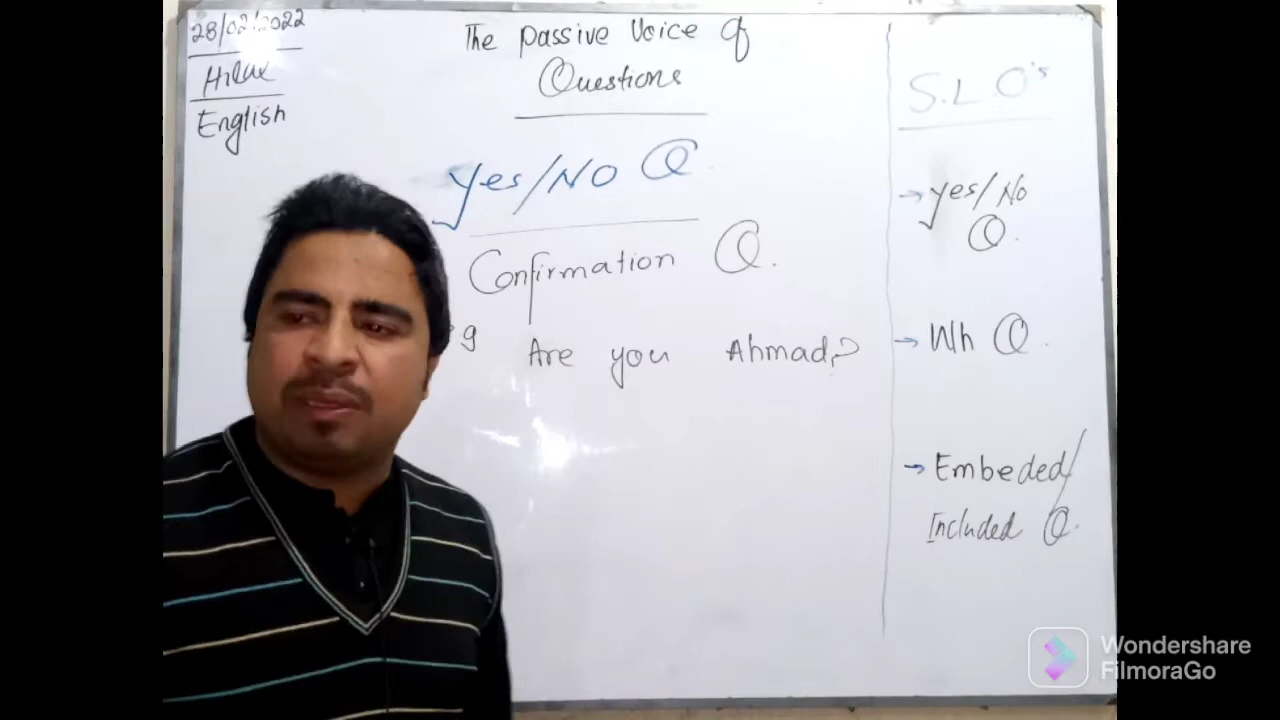 28/02/2022
English
The Passive Voice of
Questions
Yes/No Q.
Confirmation Q.
g Are you Ahmad?
S.L.O's
→ Yes/No
Q.
→ Wh Q.
→ Embeded/
Included Q.
Wondershare
FilmoraGo